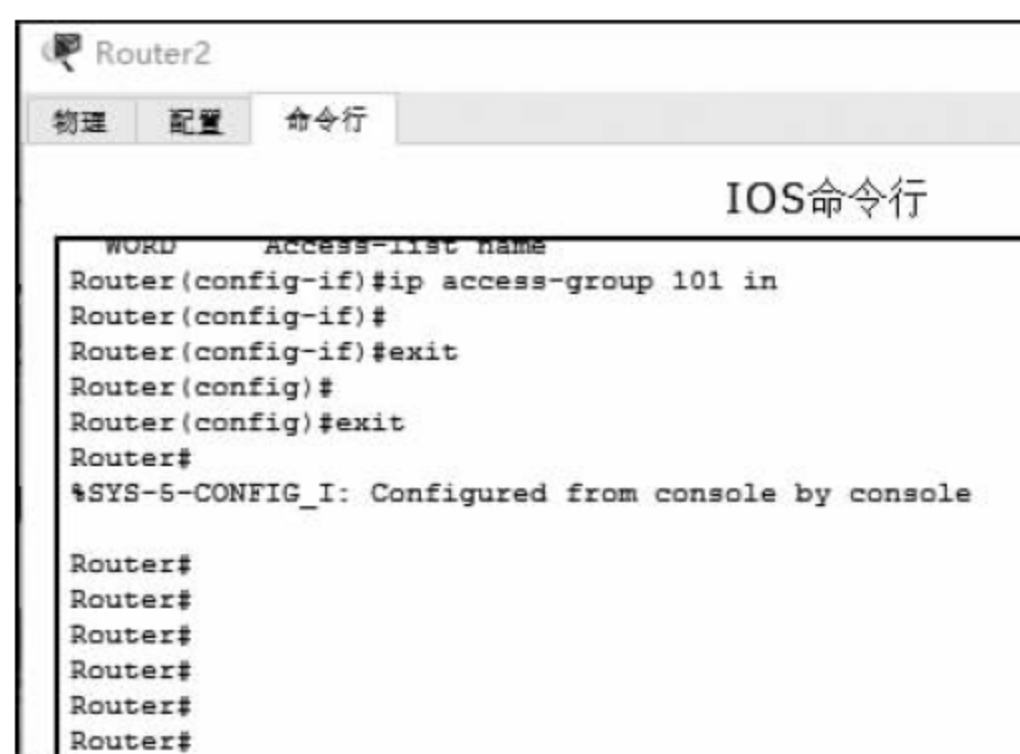 Router2
物理 配置 命令行
IOS命令行
WORD Access-list name
Router(config-if)#ip access-group 101 in
Router(config-if)#
Router(config-if)#exit
Router(config)#
Router(config)#exit
Router#
%SYS-5-CONFIG_I: Configured from console by console
Router#
Router#
Router#
Router#
Router#
Router#